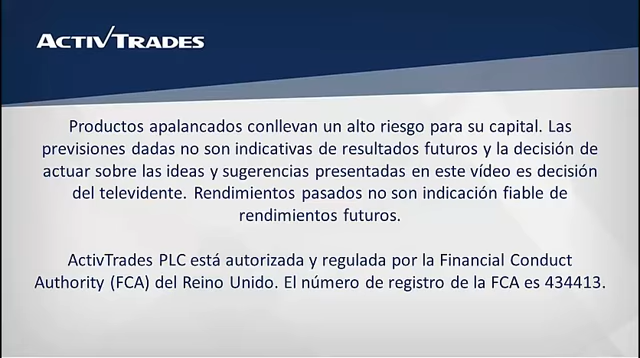 ACTIVTRADES
Productos apalancados conllevan un alto riesgo para su capital. Las
previsiones dadas no son indicativas de resultados futuros y la decisión de
actuar sobre las ideas y sugerencias presentadas en este vídeo es decisión
del televidente. Rendimientos pasados no son indicación fiable de
rendimientos futuros.
ActivTrades PLC está autorizada y regulada por la Financial Conduct
Authority (FCA) del Reino Unido. El número de registro de la FCA es 434413.